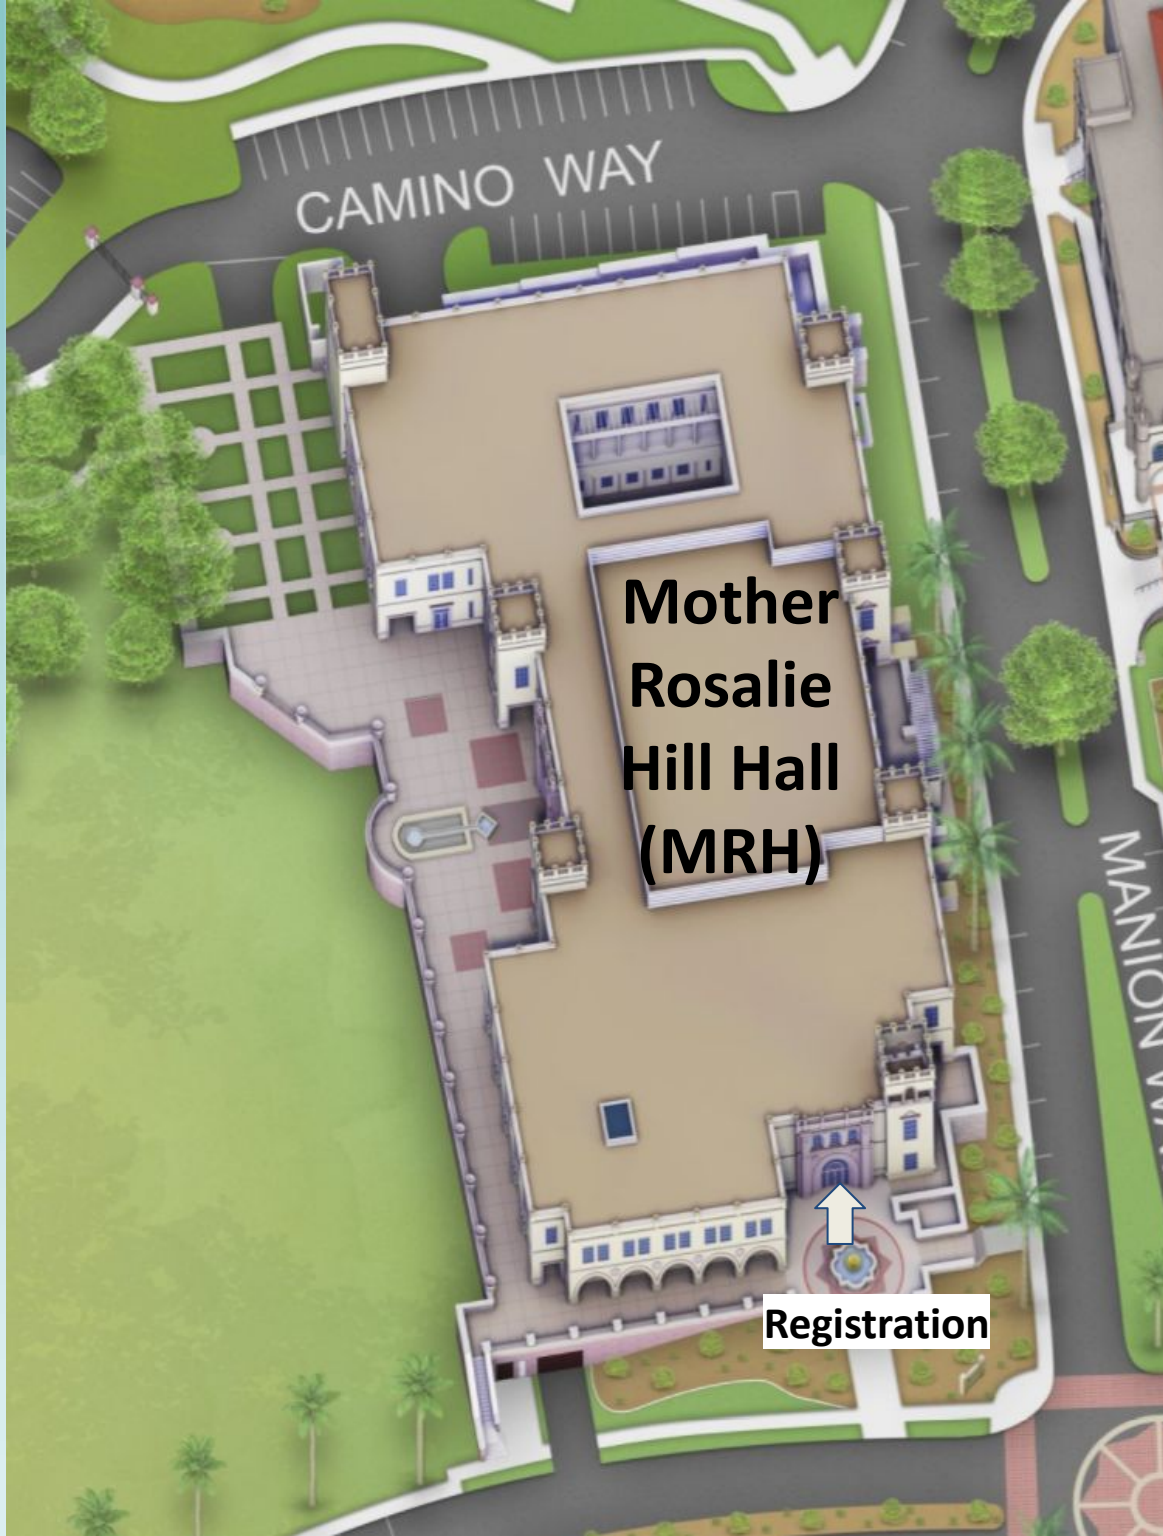 CAMINO WAY
Mother
Rosalie
Hill Hall
(MRH)
MANION
Registration